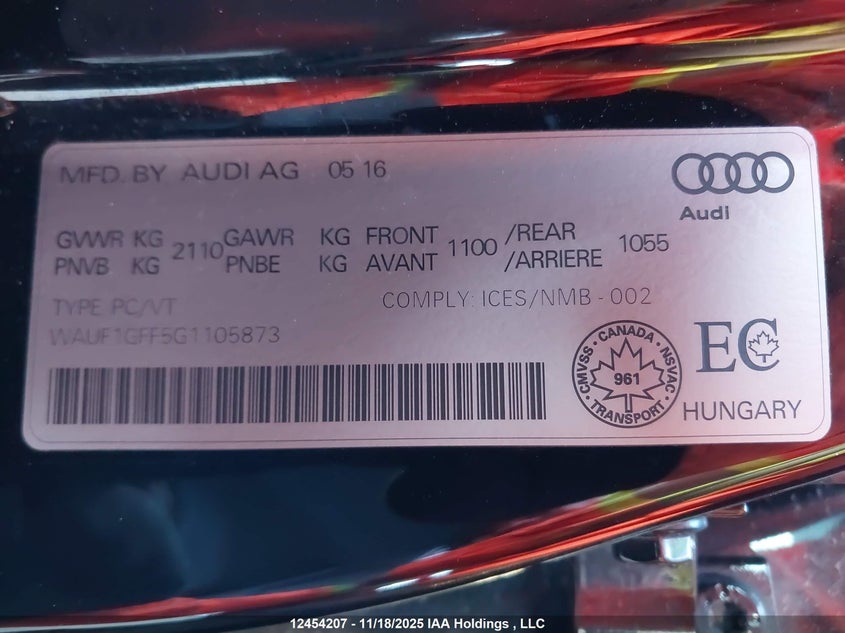 MFD. BY AUDI AG 05 16
Audi
GVWR KG 2110 GAWR KG FRONT 1100 /REAR 1055
PNVB KG PNBE KG AVANT /ARRIERE
TYPE PC/VT COMPLY: ICES/NMB - 002
WAUF1GFF5G1105873
CMVSS · CANADA · NSVAC · TRANSPORT ·
961
EC
HUNGARY
12454207 - 11/18/2025 IAA Holdings , LLC